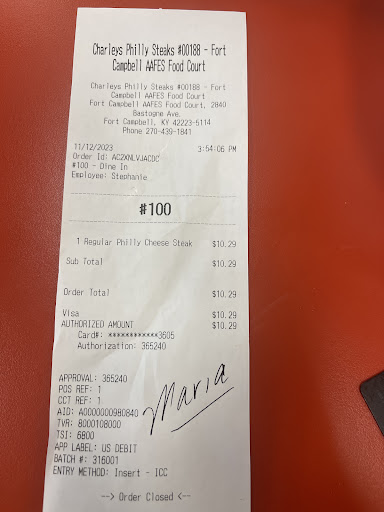 Charleys Philly Steaks #00188 - Fort
Campbell AAFES Food Court
Charleys Philly Steaks #00188 - Fort
Campbell AAFES Food Court
Fort Campbell AAFES Food Court, 2840
Bastogne Ave.
Fort Campbell, KY 42223-5114
Phone 270-439-1841
11/12/2023 3:54:06 PM
Order Id: AC2XNLVJACDC
#100 - Dine In
Employee: Stephanie
#100
1 Regular Philly Cheese Steak $10.29
Sub Total $10.29
Order Total $10.29
Visa $10.29
AUTHORIZED AMOUNT $10.29
Card#: ************3605
Authorization: 365240
APPROVAL: 365240
POS REF: 1
CCT REF: 1
AID: A0000000980840
TVR: 8000108000
TSI: 6800
APP LABEL: US DEBIT
BATCH #: 316001
ENTRY METHOD: Insert - ICC
Maria
--> Order Closed <--